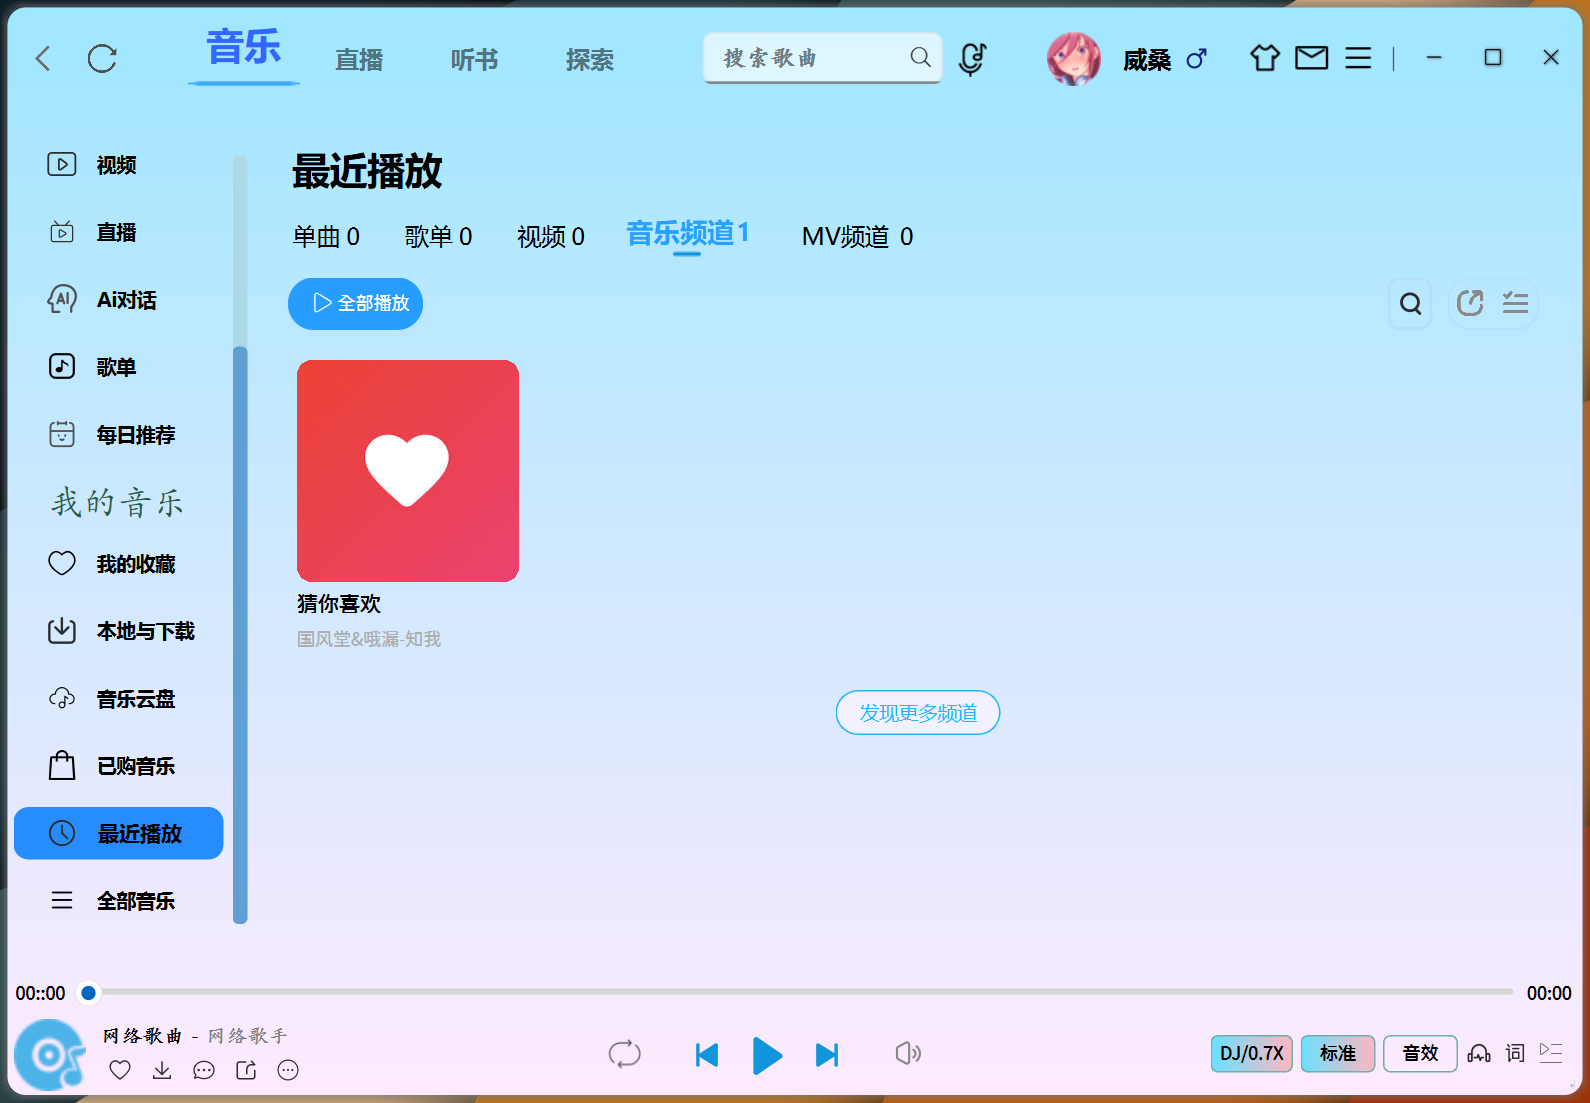 音乐 直播 听书 探索 搜索歌曲 威桑
视频
直播
Ai对话
歌单
每日推荐
我的音乐
我的收藏
本地与下载
音乐云盘
已购音乐
最近播放
全部音乐
最近播放
单曲 0 歌单 0 视频 0 音乐频道1 MV频道 0
全部播放
猜你喜欢
国风堂&哦漏-知我
发现更多频道
00::00 00:00
网络歌曲 - 网络歌手
DJ/0.7X 标准 音效 词